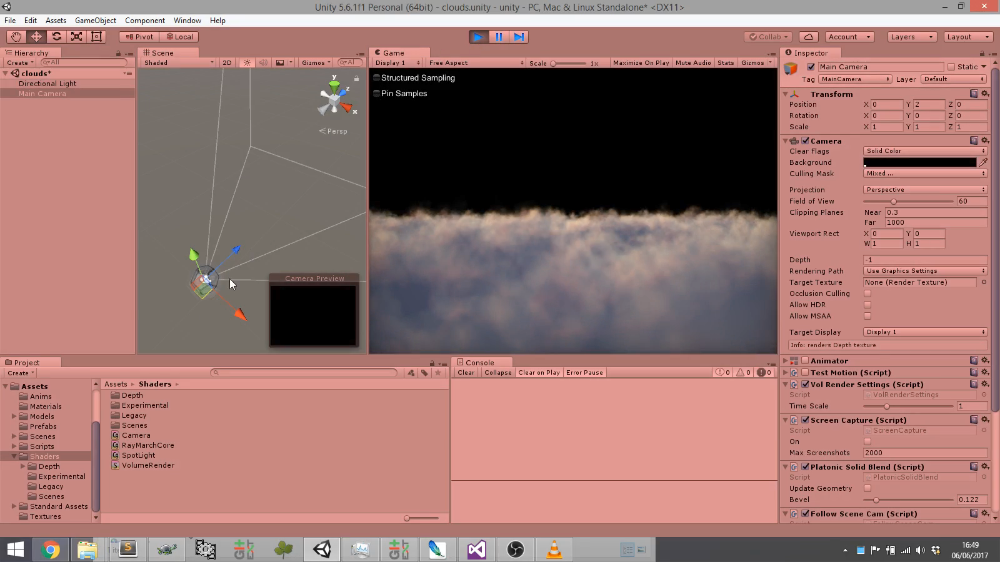 Unity 5.6.1f1 Personal (64bit) - clouds.unity - unity - PC, Mac & Linux Standalone* <DX11>
File Edit Assets GameObject Component Window Help
Pivot Local Collab Account Layers Layout
Hierarchy
Create All
clouds*
Directional Light
Main Camera
Scene
Shaded 2D Gizmos Al
y
z
x
Persp
Camera Preview
Game
Display 1 Free Aspect Scale 1x Maximize On Play Mute Audio Stats Gizmos
Structured Sampling
Pin Samples
Inspector
Main Camera Static
Tag MainCamera Layer Default
Transform
Position X 0 Y 2 Z 0
Rotation X 0 Y 0 Z 0
Scale X 1 Y 1 Z 1
Camera
Clear Flags Solid Color
Background
Culling Mask Mixed ...
Projection Perspective
Field of View 60
Clipping Planes Near 0.3
Far 1000
Viewport Rect X 0 Y 0
W 1 H 1
Depth -1
Rendering Path Use Graphics Settings
Target Texture None (Render Texture)
Occlusion Culling
Allow HDR
Allow MSAA
Target Display Display 1
Info: renders Depth texture
Animator
Test Motion (Script)
Vol Render Settings (Script)
Script VolRenderSettings
Time Scale 1
Screen Capture (Script)
Script ScreenCapture
On
Max Screenshots 2000
Platonic Solid Blend (Script)
Script PlatonicSolidBlend
Update Geometry
Bevel 0.122
Follow Scene Cam (Script)
Project
Create
Assets
Anims
Materials
Models
Prefabs
Scenes
Scripts
Shaders
Depth
Experimental
Legacy
Scenes
Standard Assets
Textures
Assets Shaders
Depth
Experimental
Legacy
Scenes
Camera
RayMarchCore
SpotLight
VolumeRender
Console
Clear Collapse Clear on Play Error Pause 0 0 0
16:49
06/06/2017